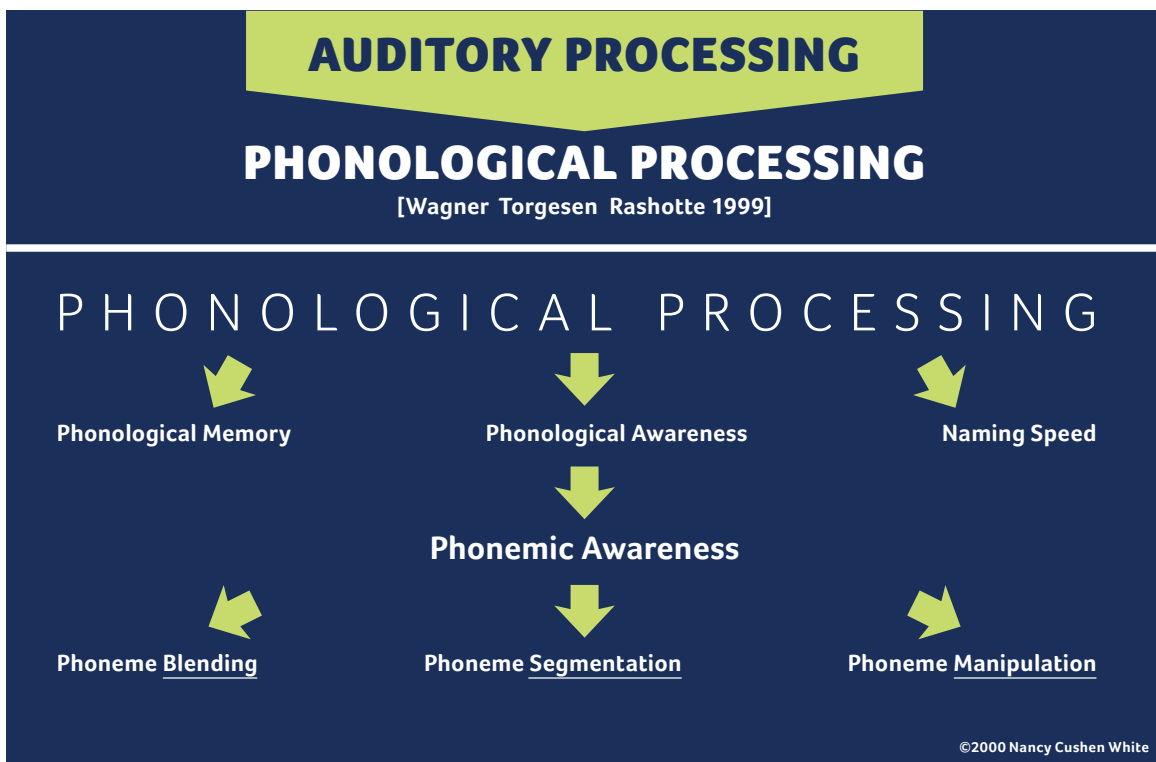 AUDITORY PROCESSING
PHONOLOGICAL PROCESSING
[Wagner Torgesen Rashotte 1999]
PHONOLOGICAL PROCESSING
Phonological Memory
Phonological Awareness
Naming Speed
Phonemic Awareness
Phoneme Blending
Phoneme Segmentation
Phoneme Manipulation
©2000 Nancy Cushen White